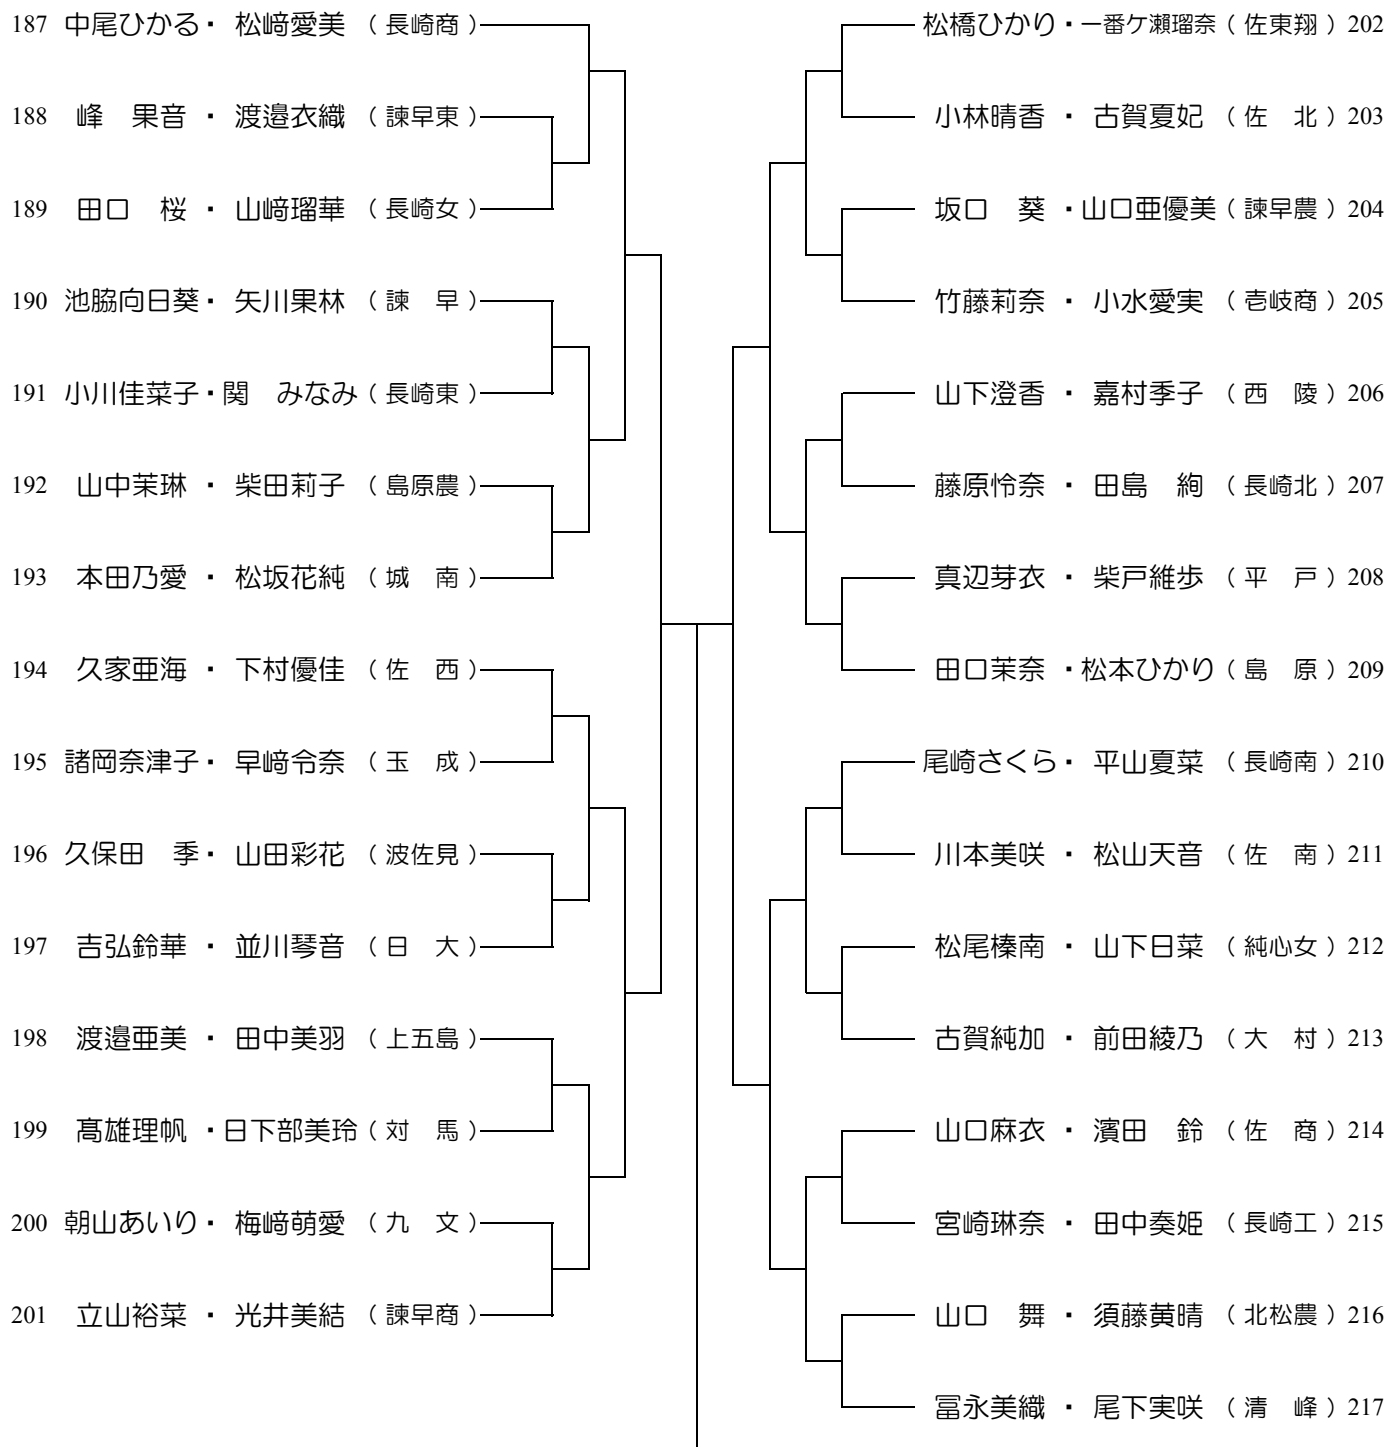 187 中尾ひかる・ 松﨑愛美 （ 長崎商 ）
188 峰　果音 ・ 渡邉衣織 （ 諫早東 ）
189 田口　桜 ・ 山﨑瑠華 （ 長崎女 ）
190 池脇向日葵・ 矢川果林 （ 諫　早 ）
191 小川佳菜子・関　みなみ（ 長崎東 ）
192 山中茉琳 ・ 柴田莉子 （ 島原農 ）
193 本田乃愛 ・ 松坂花純 （ 城　南 ）
194 久家亜海 ・ 下村優佳 （ 佐　西 ）
195 諸岡奈津子・ 早﨑令奈 （ 玉　成 ）
196 久保田　季・ 山田彩花 （ 波佐見 ）
197 吉弘鈴華 ・ 並川琴音 （ 日　大 ）
198 渡邉亜美 ・ 田中美羽 （ 上五島 ）
199 髙雄理帆 ・日下部美玲（ 対　馬 ）
200 朝山あいり・ 梅﨑萌愛 （ 九　文 ）
201 立山裕菜 ・ 光井美結 （ 諫早商 ）
松橋ひかり・一番ケ瀬瑠奈（ 佐東翔 ）202
小林晴香 ・ 古賀夏妃 （ 佐　北 ）203
坂口　葵 ・山口亜優美（ 諫早農 ）204
竹藤莉奈 ・ 小水愛実 （ 壱岐商 ）205
山下澄香 ・ 嘉村季子 （ 西　陵 ）206
藤原怜奈 ・ 田島　絢 （ 長崎北 ）207
真辺芽衣 ・ 柴戸維歩 （ 平　戸 ）208
田口茉奈 ・松本ひかり（ 島　原 ）209
尾崎さくら・ 平山夏菜 （ 長崎南 ）210
川本美咲 ・ 松山天音 （ 佐　南 ）211
松尾榛南 ・ 山下日菜 （ 純心女 ）212
古賀純加 ・ 前田綾乃 （ 大　村 ）213
山口麻衣 ・ 濱田　鈴 （ 佐　商 ）214
宮崎琳奈 ・ 田中奏姫 （ 長崎工 ）215
山口　舞 ・ 須藤黄晴 （ 北松農 ）216
冨永美織 ・ 尾下実咲 （ 清　峰 ）217